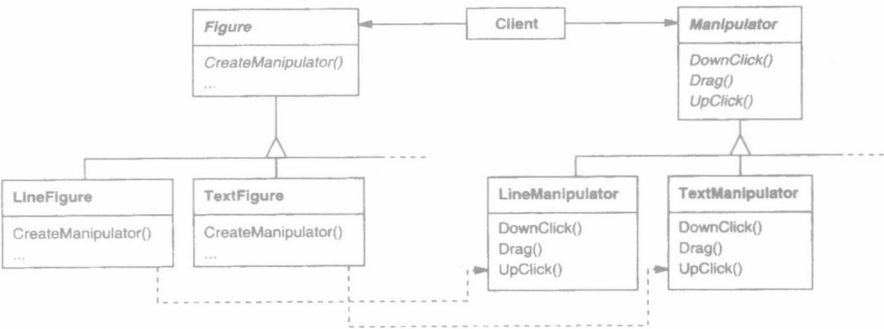 Figure
CreateManipulator()
...
Client
Manipulator
DownClick()
Drag()
UpClick()
LineFigure
CreateManipulator()
...
TextFigure
CreateManipulator()
...
LineManipulator
DownClick()
Drag()
UpClick()
TextManipulator
DownClick()
Drag()
UpClick()